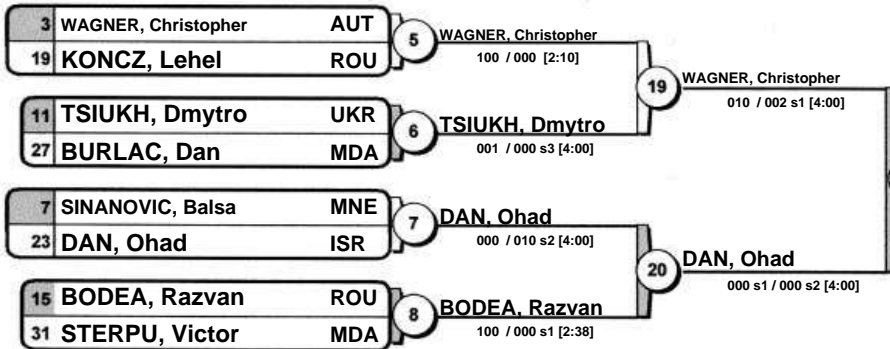 3 WAGNER, Christopher AUT
19 KONCZ, Lehel ROU
5
WAGNER, Christopher
100 / 000 [2:10]
11 TSIUKH, Dmytro UKR
27 BURLAC, Dan MDA
6
TSIUKH, Dmytro
001 / 000 s3 [4:00]
19
WAGNER, Christopher
010 / 002 s1 [4:00]
7 SINANOVIC, Balsa MNE
23 DAN, Ohad ISR
7
DAN, Ohad
000 / 010 s2 [4:00]
15 BODEA, Razvan ROU
31 STERPU, Victor MDA
8
BODEA, Razvan
100 / 000 s1 [2:38]
20
DAN, Ohad
000 s1 / 000 s2 [4:00]